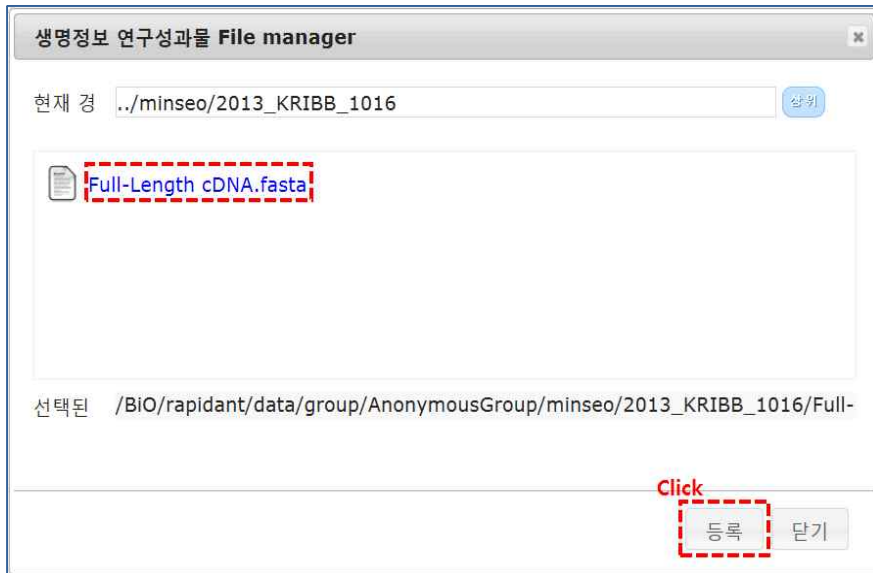 생명정보 연구성과물 File manager
현재 경 ../minseo/2013_KRIBB_1016 상위
Full-Length cDNA.fasta
선택된 /BiO/rapidant/data/group/AnonymousGroup/minseo/2013_KRIBB_1016/Full-
Click
등록 닫기